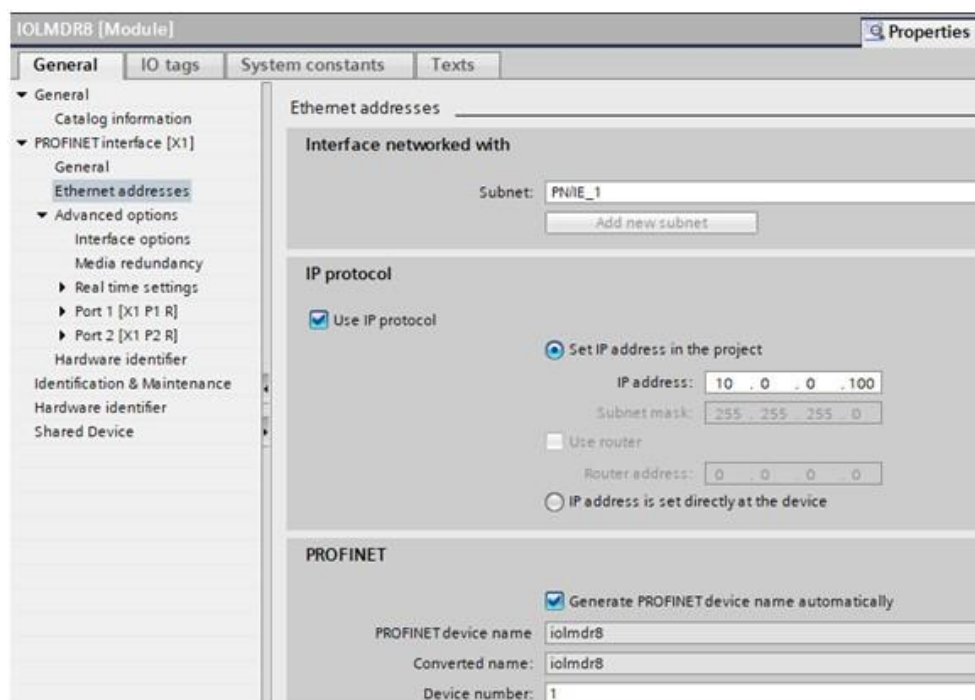 IOLMDR8 [Module]
Properties
General IO tags System constants Texts
General
Catalog information
PROFINET interface [X1]
General
Ethernet addresses
Advanced options
Interface options
Media redundancy
Real time settings
Port 1 [X1 P1 R]
Port 2 [X1 P2 R]
Hardware identifier
Identification & Maintenance
Hardware identifier
Shared Device
Ethernet addresses
Interface networked with
Subnet: PN/IE_1
Add new subnet
IP protocol
Use IP protocol
Set IP address in the project
IP address: 10 . 0 . 0 . 100
Subnet mask: 255 . 255 . 255 . 0
Use router
Router address: 0 . 0 . 0 . 0
IP address is set directly at the device
PROFINET
Generate PROFINET device name automatically
PROFINET device name iolmdr8
Converted name: iolmdr8
Device number: 1